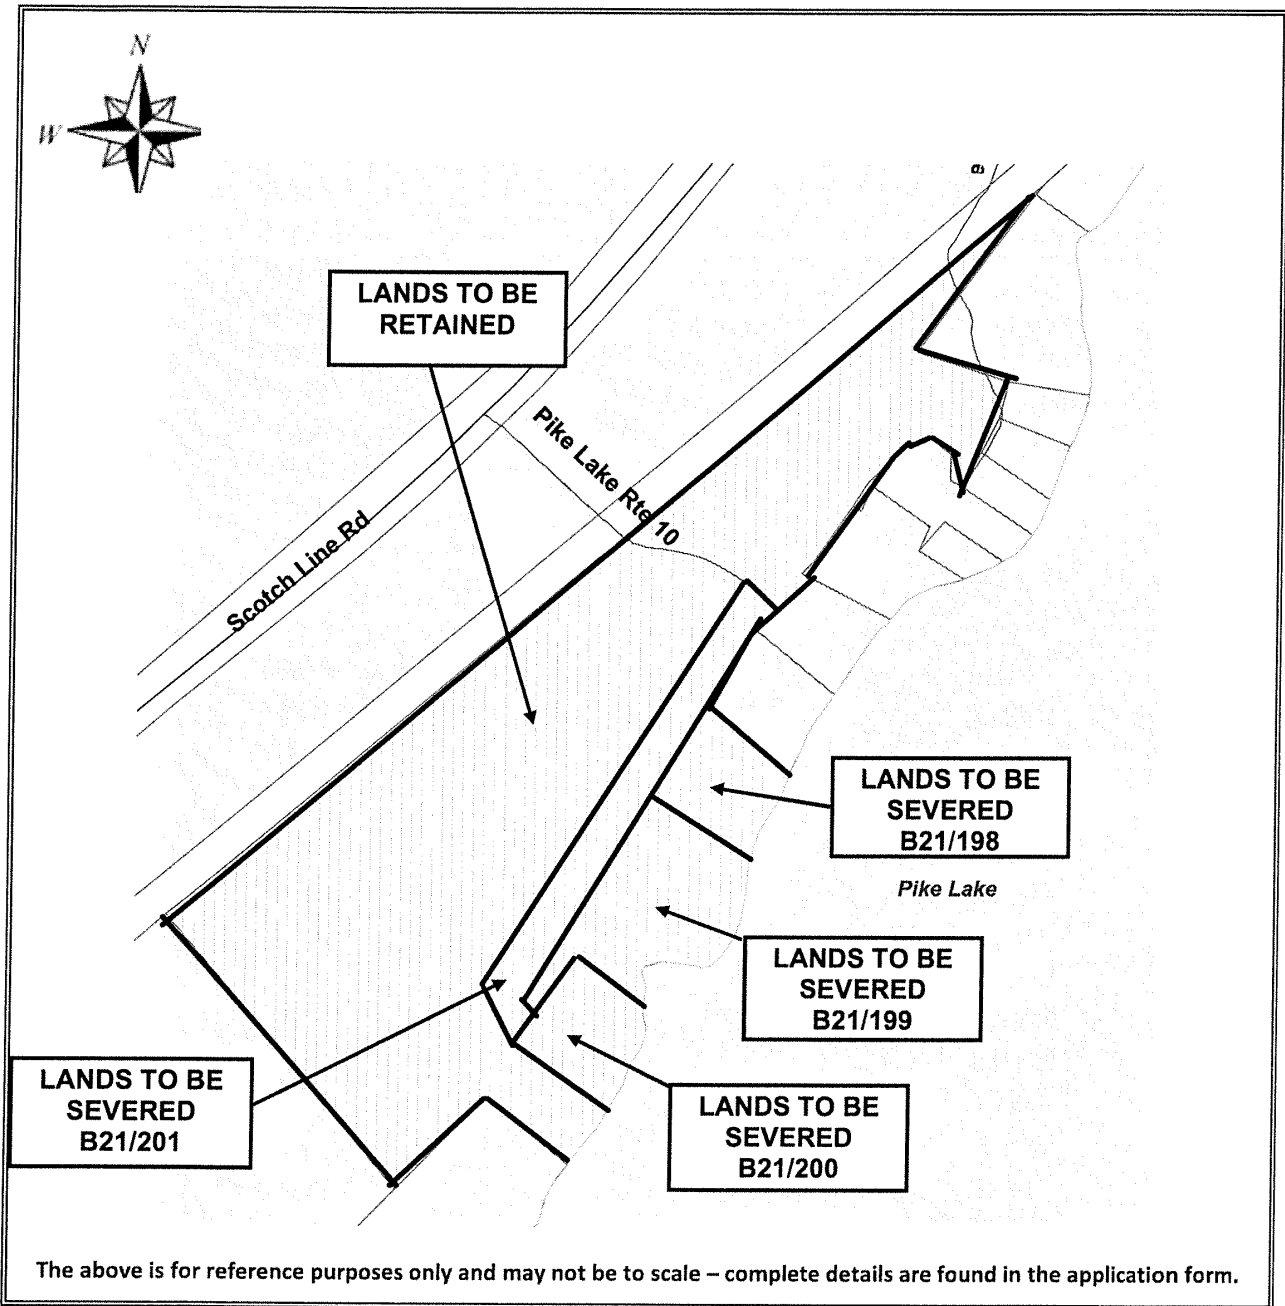 N
W
LANDS TO BE
RETAINED
Pike Lake Rte 10
Scotch Line Rd
LANDS TO BE
SEVERED
B21/198
Pike Lake
LANDS TO BE
SEVERED
B21/199
LANDS TO BE
SEVERED
B21/201
LANDS TO BE
SEVERED
B21/200
The above is for reference purposes only and may not be to scale – complete details are found in the application form.